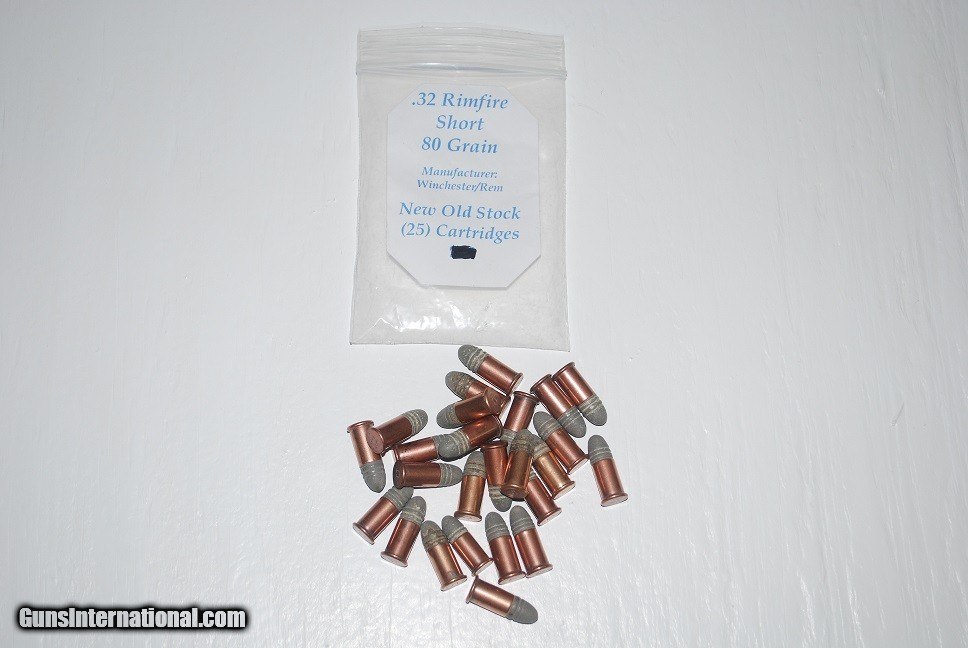 .32 Rimfire
Short
80 Grain
Manufacturer:
Winchester/Rem
New Old Stock
(25) Cartridges
GunsInternational.com